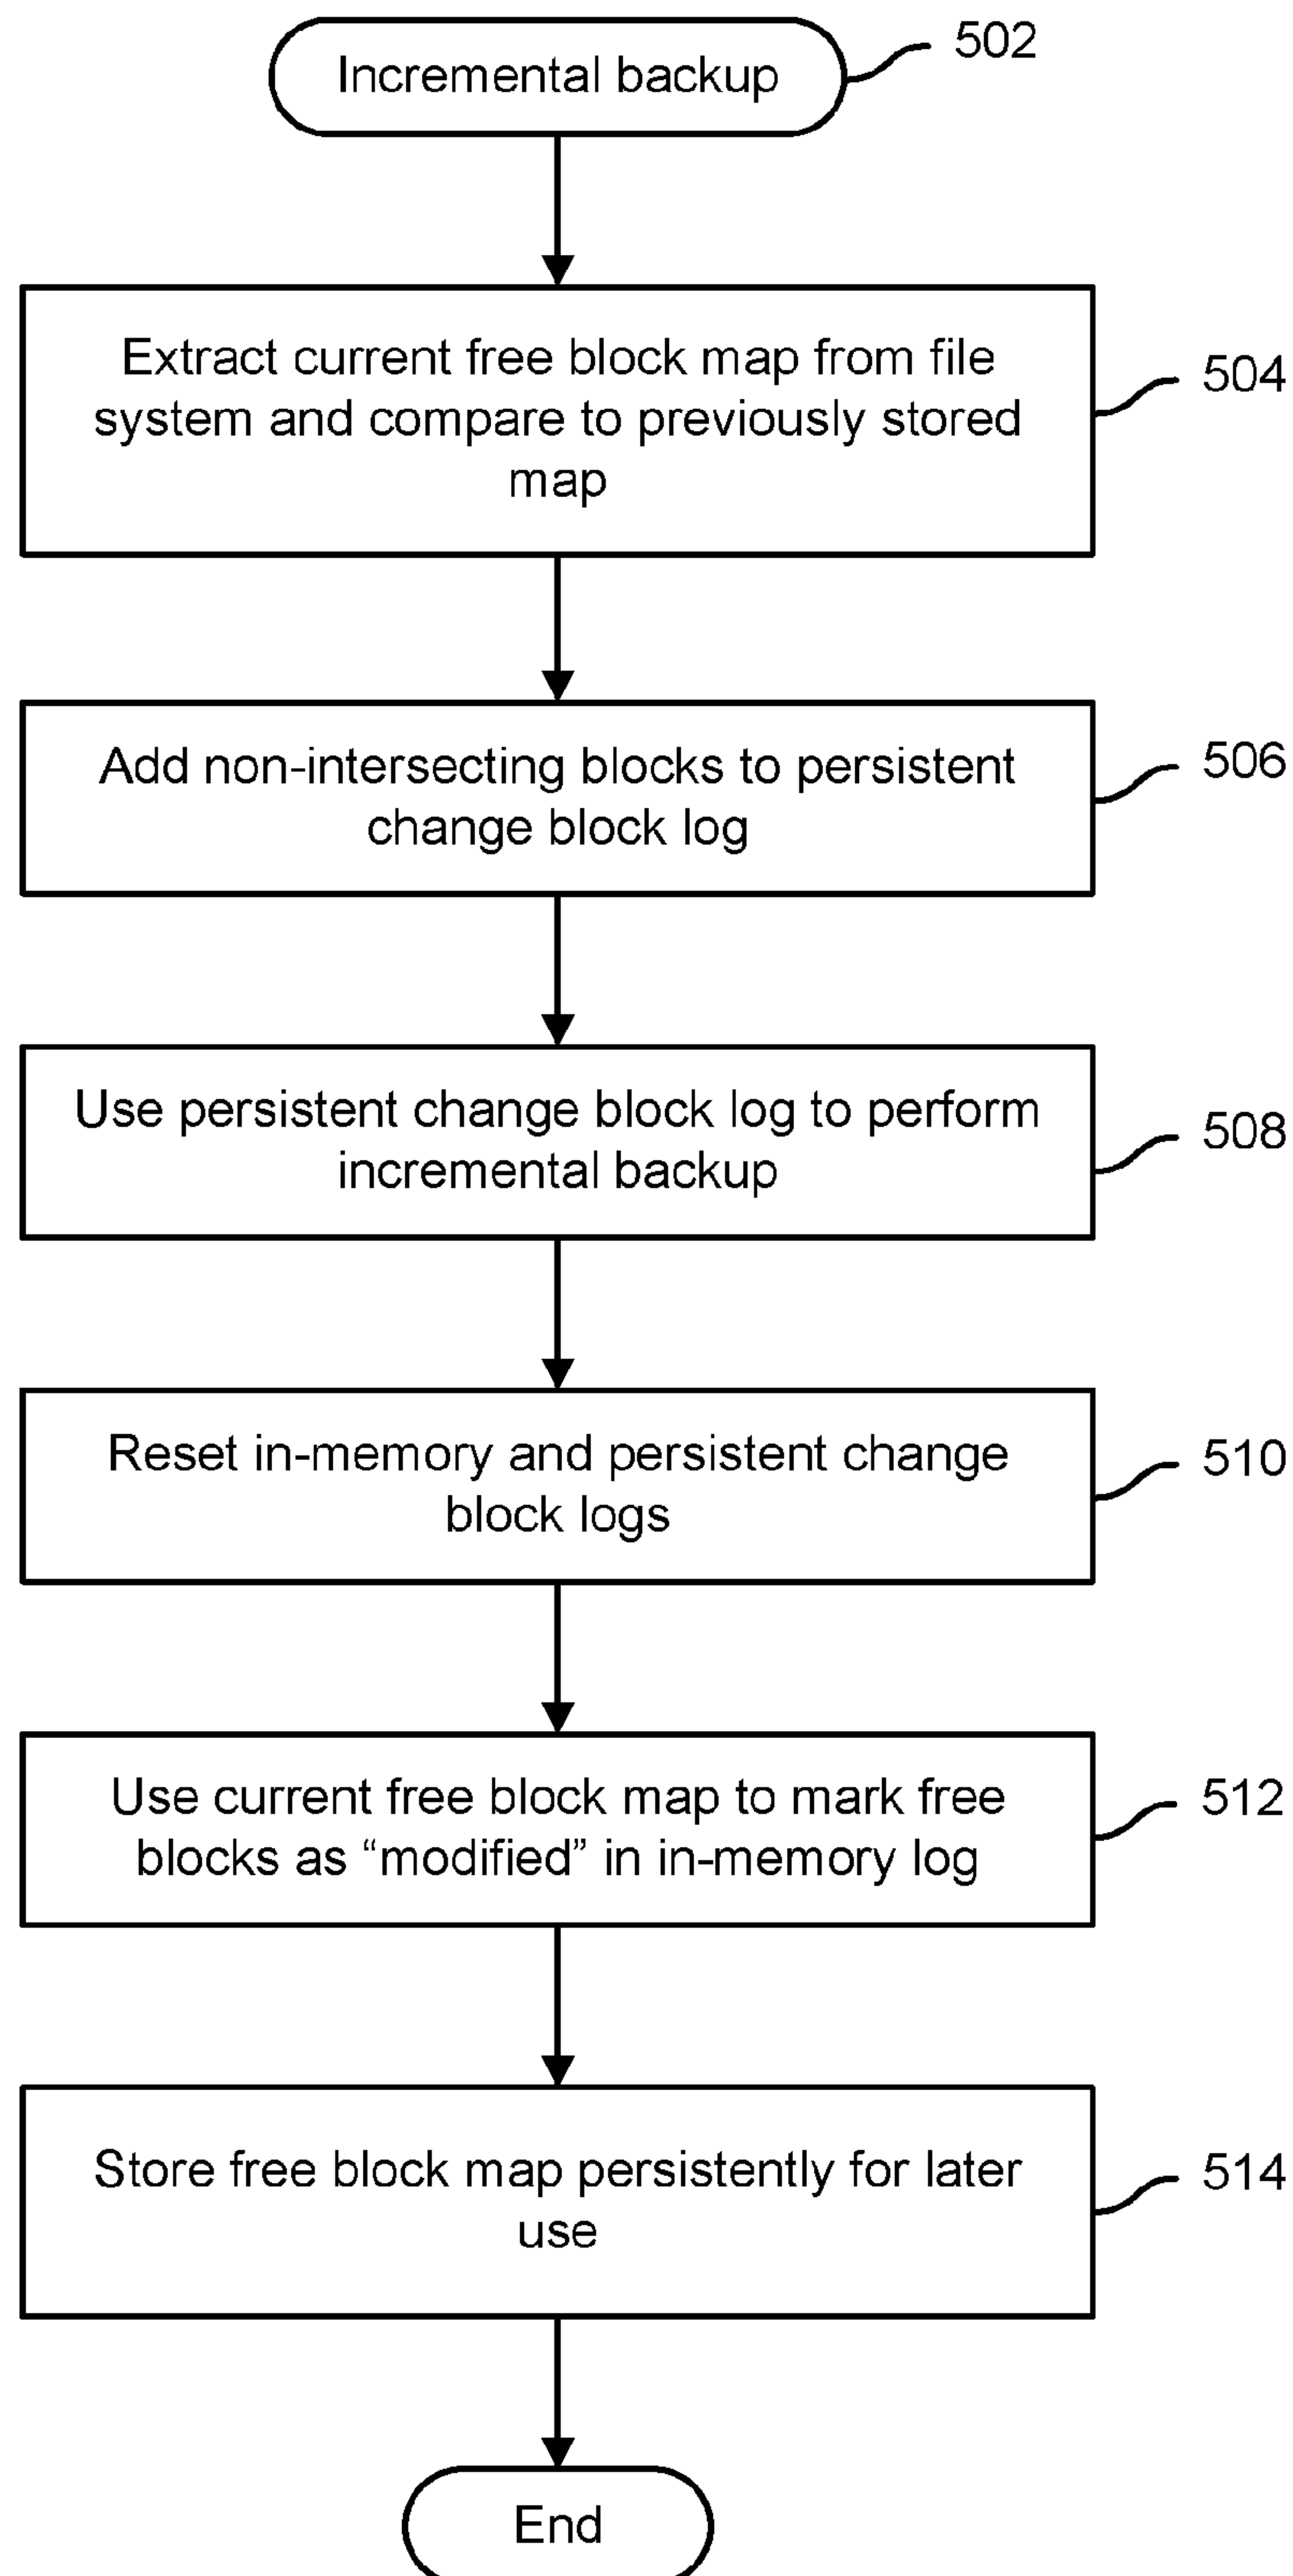 Incremental backup
502
Extract current free block map from file
system and compare to previously stored
map
504
Add non-intersecting blocks to persistent
change block log
506
Use persistent change block log to perform
incremental backup
508
Reset in-memory and persistent change
block logs
510
Use current free block map to mark free
blocks as “modified” in in-memory log
512
Store free block map persistently for later
use
514
End